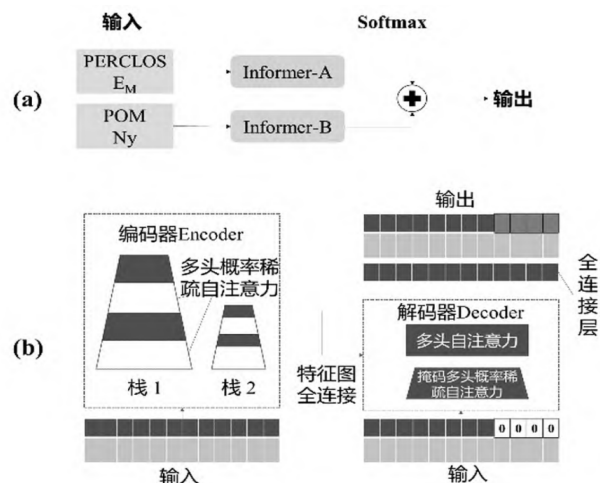 输入
Softmax
PERCLOS
E_M
Informer-A
(a)
输出
POM
Ny
Informer-B
输出
编码器Encoder
多头概率稀
疏自注意力
全连接层
解码器Decoder
(b)
多头自注意力
特征图
全连接
掩码多头概率稀
疏自注意力
栈 1
栈 2
0 0 0 0
输入
输入